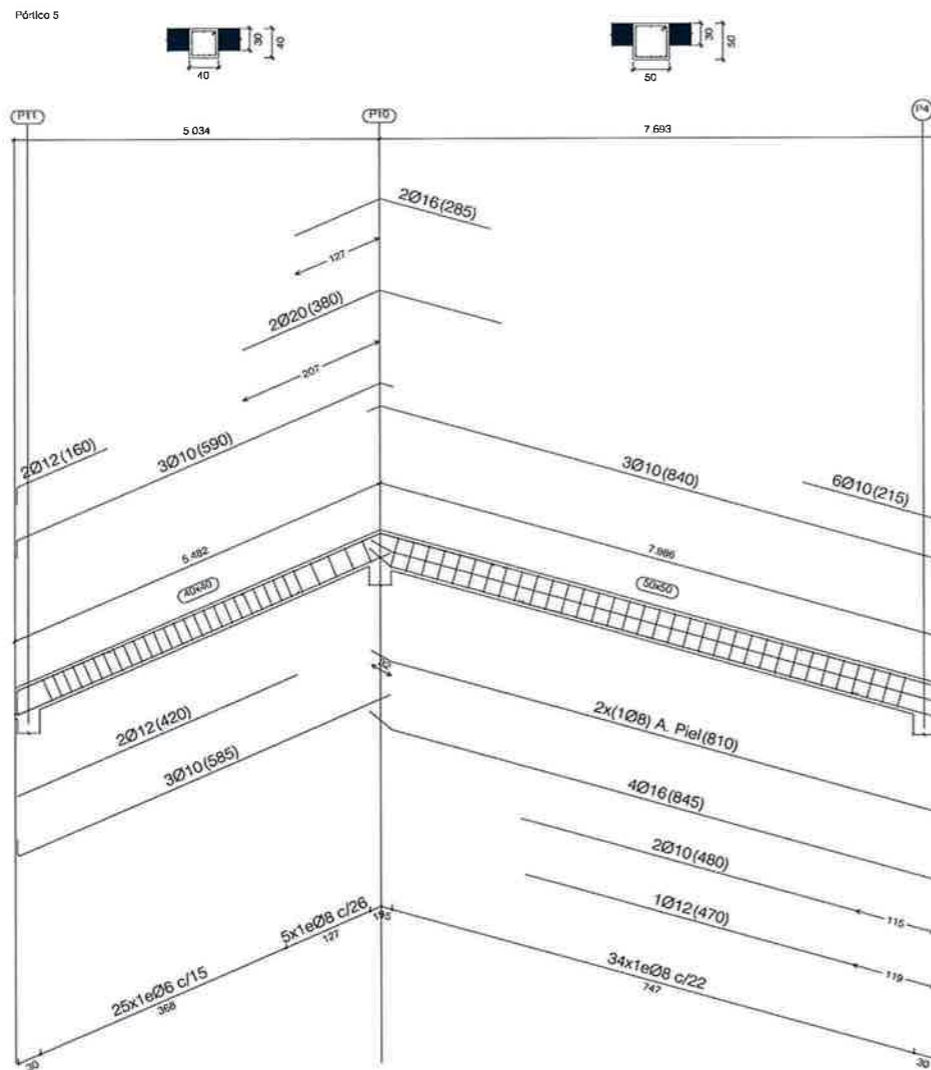 Pórtico 5
30
40
40
30
50
50
P11
P10
P4
5.034
7.693
2Ø16(285)
127
2Ø20(380)
207
2Ø12(160)
3Ø10(590)
3Ø10(840)
6Ø10(215)
5.482
7.986
40x40
50x50
2Ø12(420)
3Ø10(585)
2x(1Ø8) A. Piel(810)
4Ø16(845)
2Ø10(480)
115
1Ø12(470)
119
25x1eØ6 c/15
368
5x1eØ8 c/26
127
34x1eØ8 c/22
747
30
30